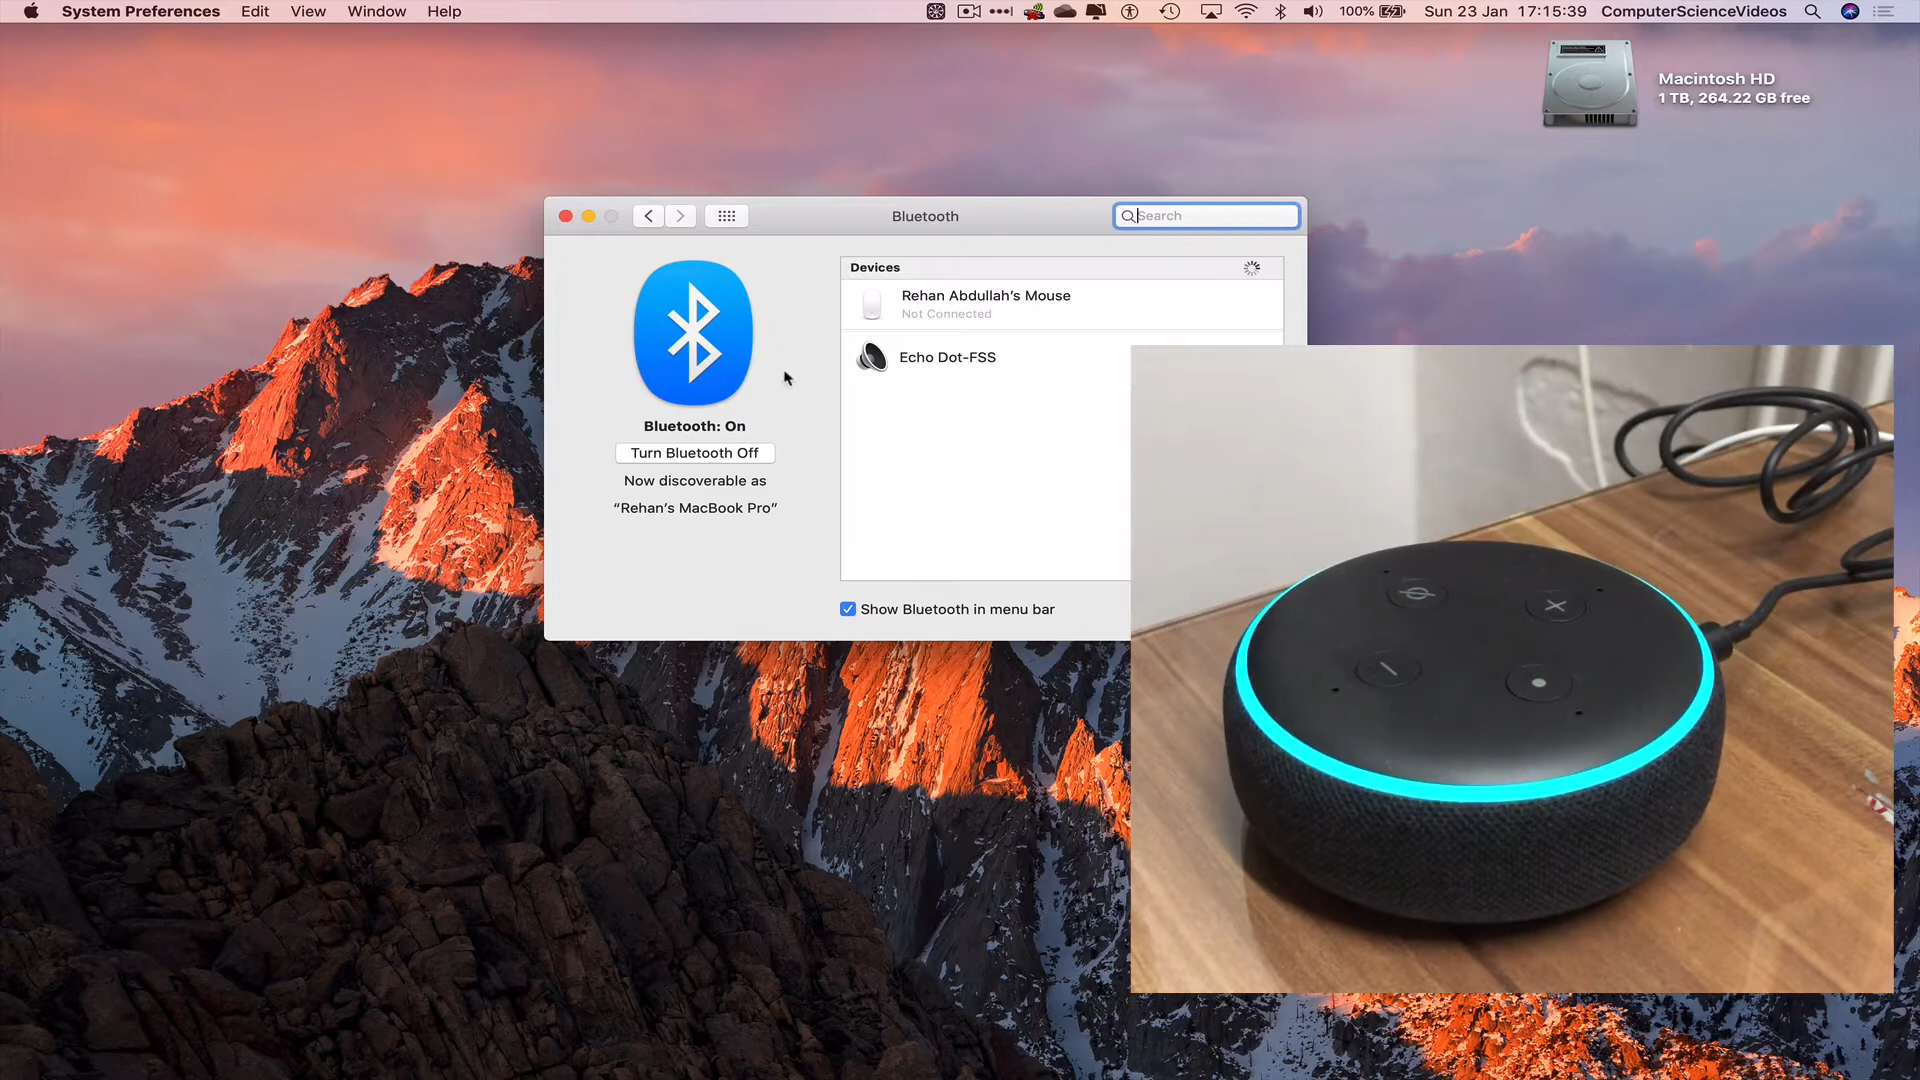 System Preferences Edit View Window Help 100% Sun 23 Jan 17:15:39 ComputerScienceVideos
Macintosh HD
1 TB, 264.22 GB free
Bluetooth
Search
Devices
Rehan Abdullah's Mouse
Not Connected
Echo Dot-FSS
Bluetooth: On
Turn Bluetooth Off
Now discoverable as
“Rehan's MacBook Pro”
Show Bluetooth in menu bar